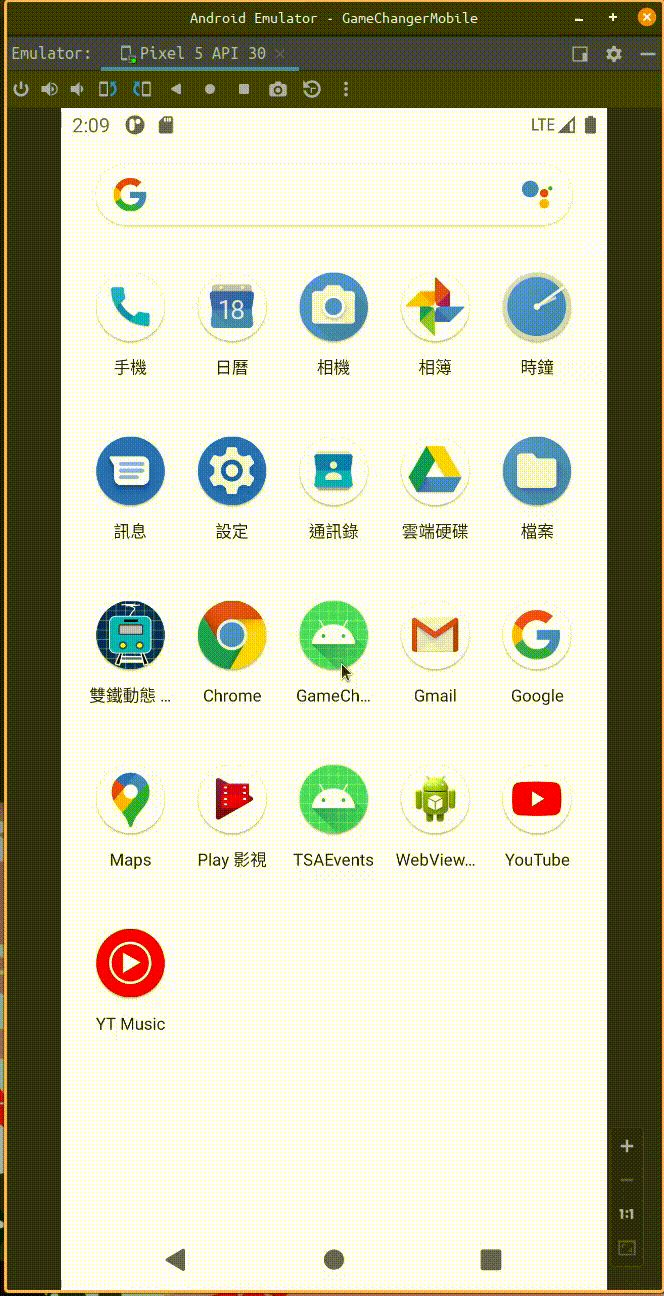 Android Emulator - GameChangerMobile
Emulator: Pixel 5 API 30
2:09 LTE
18
手機 日曆 相機 相簿 時鐘
訊息 設定 通訊錄 雲端硬碟 檔案
雙鐵動態 ... Chrome GameCh... Gmail Google
Maps Play 影視 TSAEvents WebView... YouTube
YT Music
1:1